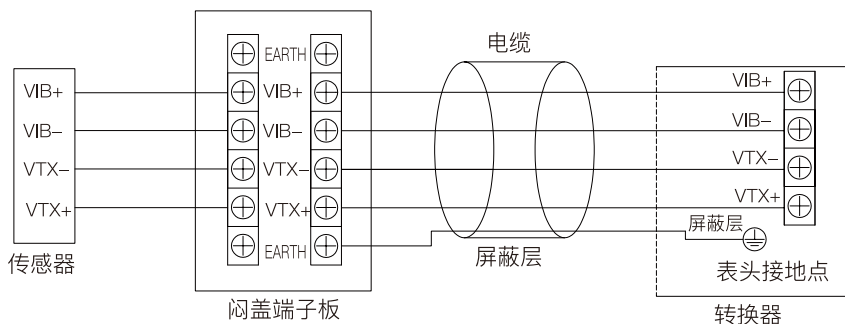 电缆
EARTH
VIB+
VIB+
VIB+
VIB-
VIB-
VIB-
VTX-
VTX-
VTX-
VTX+
VTX+
VTX+
EARTH
屏蔽层
屏蔽层
传感器
表头接地点
闷盖端子板
转换器